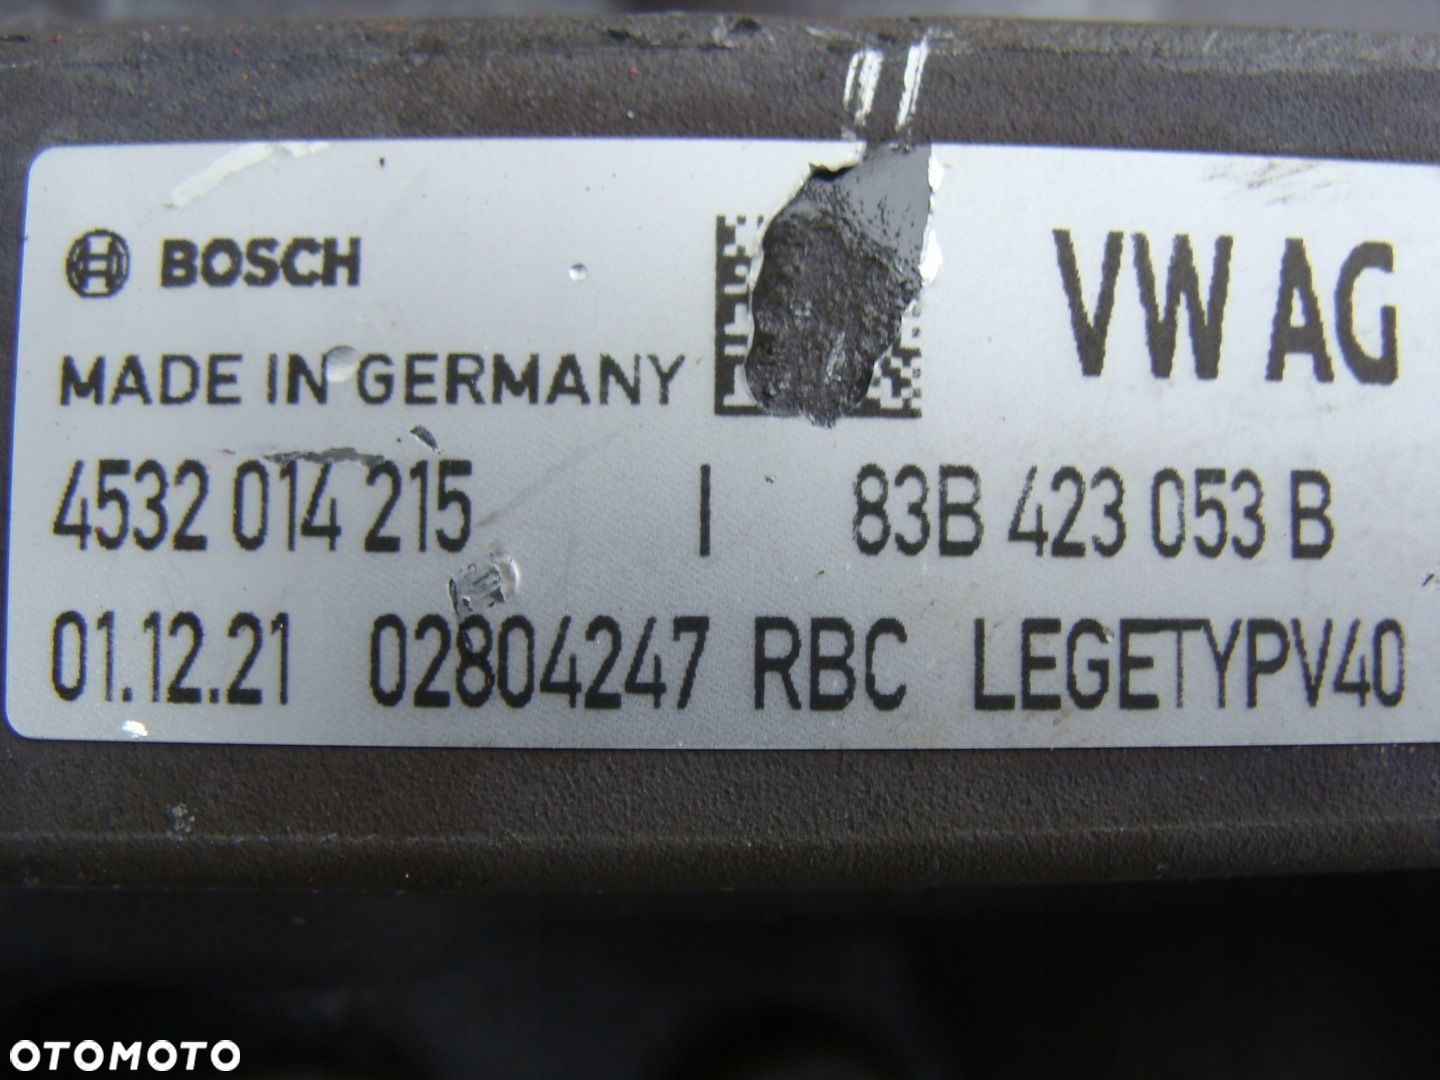 BOSCH
VW AG
MADE IN GERMANY
4532 014 215 I 83B 423 053 B
01.12.21 02804247 RBC LEGETYPV40
OTOMOTO